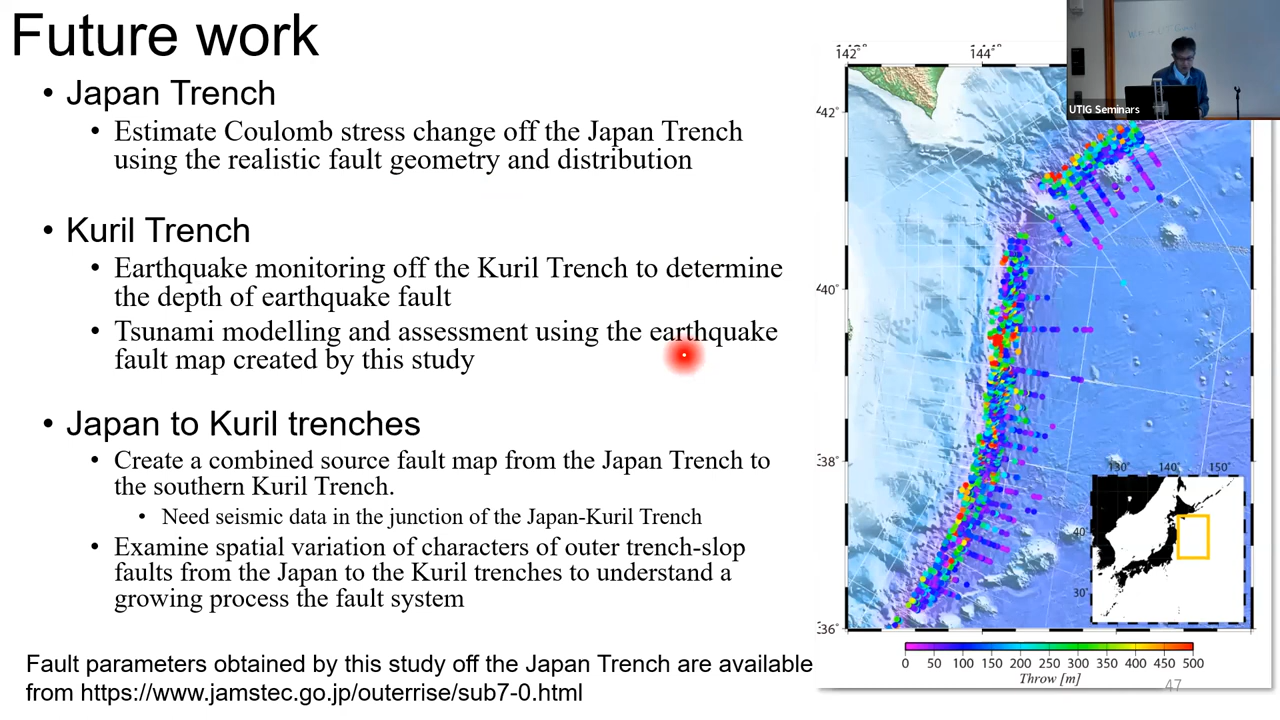 Future work
• Japan Trench
• Estimate Coulomb stress change off the Japan Trench
using the realistic fault geometry and distribution
• Kuril Trench
• Earthquake monitoring off the Kuril Trench to determine
the depth of earthquake fault
• Tsunami modelling and assessment using the earthquake
fault map created by this study
• Japan to Kuril trenches
• Create a combined source fault map from the Japan Trench to
the southern Kuril Trench.
• Need seismic data in the junction of the Japan-Kuril Trench
• Examine spatial variation of characters of outer trench-slop
faults from the Japan to the Kuril trenches to understand a
growing process the fault system
Fault parameters obtained by this study off the Japan Trench are available
from https://www.jamstec.go.jp/outerrise/sub7-0.html
142° 144°
42°
40°
38°
36°
130° 140° 150°
40°
30°
0 50 100 150 200 250 300 350 400 450 500
Throw [m]
47
UTIG Seminars